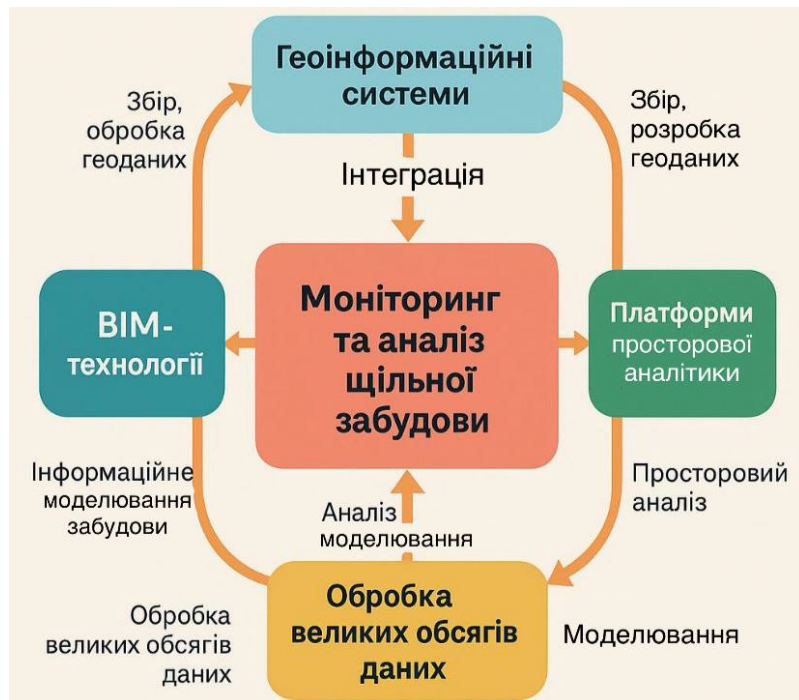 Геоінформаційні
системи
Збір,
обробка
геоданих
Збір,
розробка
геоданих
Інтеграція
BIM-
технології
Моніторинг
та аналіз
щільної
забудови
Платформи
просторової
аналітики
Інформаційне
моделювання
забудови
Аналіз
моделювання
Просторовий
аналіз
Обробка
великих обсягів
даних
Обробка
великих обсягів
даних
Моделювання